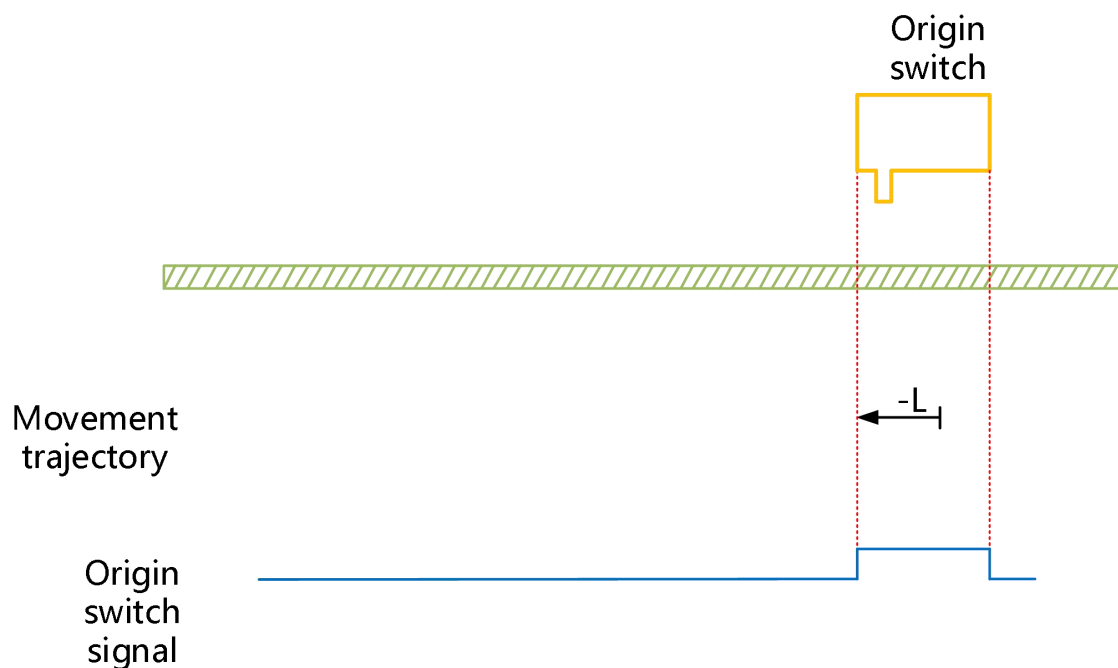 Origin
switch
-L
Movement
trajectory
Origin
switch
signal